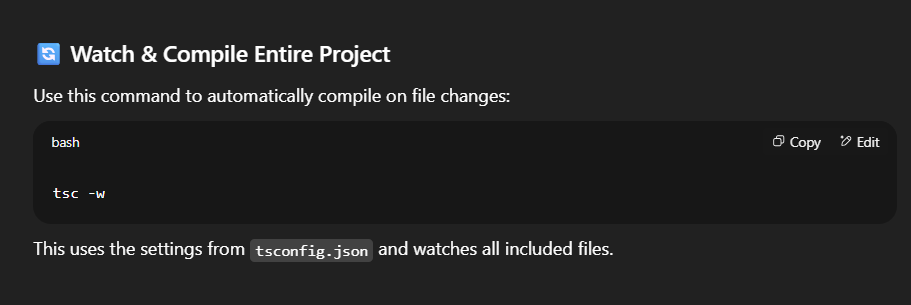 🔄 Watch & Compile Entire Project
Use this command to automatically compile on file changes:
bash
Copy
Edit
tsc -w
This uses the settings from tsconfig.json and watches all included files.